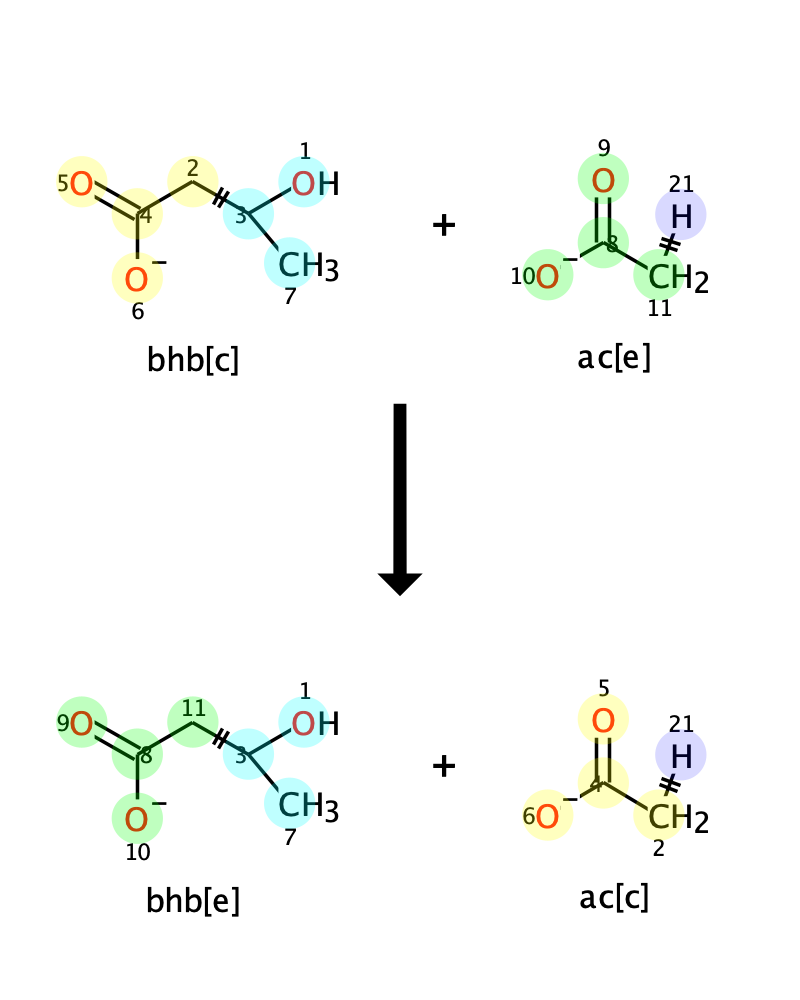 1
9
2
21
5O
4
3
OH
O
H
8
O−
CH3
10O−
CH2
6
7
11
bhb[c]
+
ac[e]
1
5
11
21
9O
8
3
OH
O
H
4
O−
CH3
6O−
CH2
10
7
2
bhb[e]
+
ac[c]